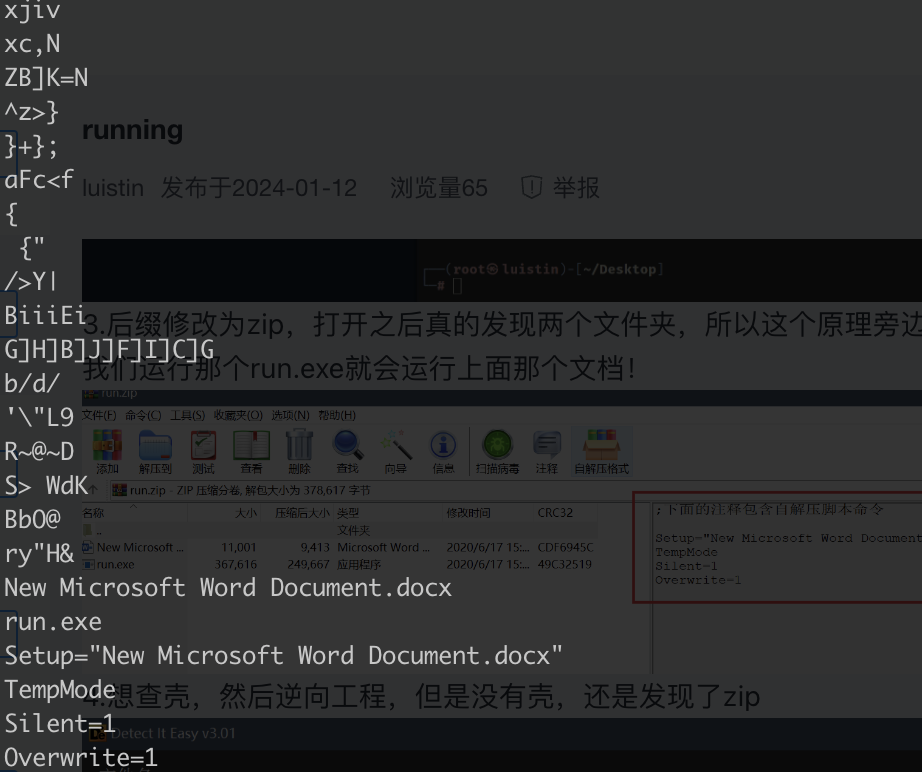 xjiv
xc,N
ZB]K=N
^z>}
}+};
aFc<f
{
{"
/>Y|
BiiiEi
G]H]B]J]F]I]C]G
b/d/
'\"L9
R~@~D
S> WdK
BbO@
ry"H&
New Microsoft Word Document.docx
run.exe
Setup="New Microsoft Word Document.docx"
TempMode
Silent=1
Overwrite=1
running
luistin 发布于2024-01-12 浏览量65 举报
(root㉿luistin)-[~/Desktop]
#
3.后缀修改为zip，打开之后真的发现两个文件夹，所以这个原理旁边
我们运行那个run.exe就会运行上面那个文档！
run.zip
文件(F) 命令(C) 工具(S) 收藏夹(O) 选项(N) 帮助(H)
添加 解压到 测试 查看 删除 查找 向导 信息 扫描病毒 注释 自解压格式
run.zip - ZIP 压缩分卷, 解包大小为 378,617 字节
名称 大小 压缩后大小 类型 修改时间 CRC32
.. 文件夹
New Microsoft ... 11,001 9,413 Microsoft Word ... 2020/6/17 15:... CDF6945C
run.exe 367,616 249,667 应用程序 2020/6/17 15:... 49C32519
;下面的注释包含自解压脚本命令
Setup="New Microsoft Word Document
TempMode
Silent=1
Overwrite=1
想查壳，然后逆向工程，但是没有壳，还是发现了zip
Detect It Easy v3.01